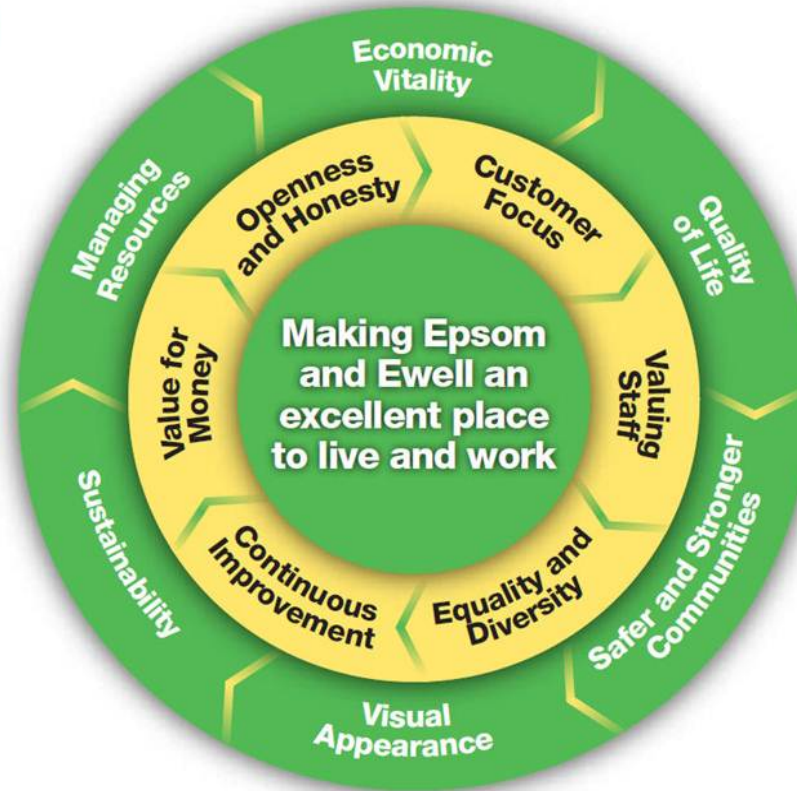 Economic
Vitality
Quality
of Life
Safer and Stronger
Communities
Visual
Appearance
Sustainability
Managing
Resources
Openness
and Honesty
Customer
Focus
Valuing
Staff
Equality and
Diversity
Continuous
Improvement
Value for
Money
Making Epsom
and Ewell an
excellent place
to live and work